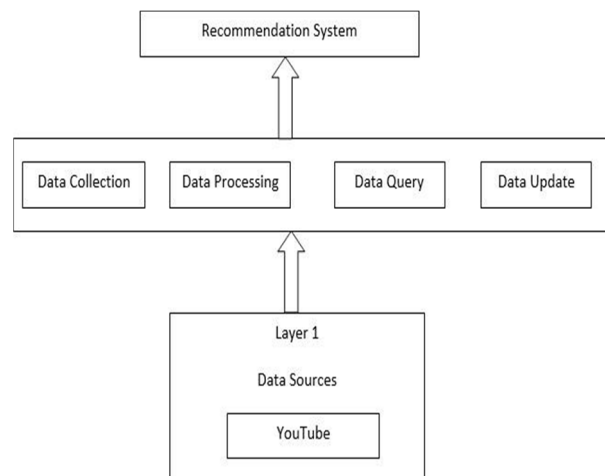 Recommendation System
Data Collection
Data Processing
Data Query
Data Update
Layer 1
Data Sources
YouTube